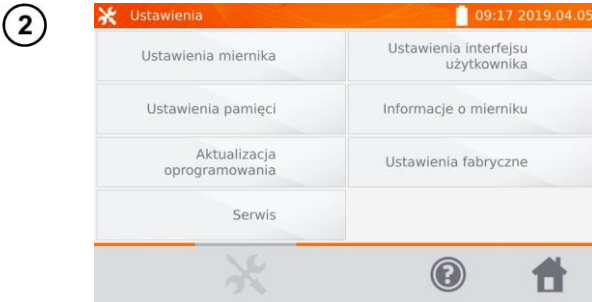 2
Ustawienia
09:17 2019.04.05
Ustawienia miernika
Ustawienia interfejsu
użytkownika
Ustawienia pamięci
Informacje o mierniku
Aktualizacja
oprogramowania
Ustawienia fabryczne
Serwis
?